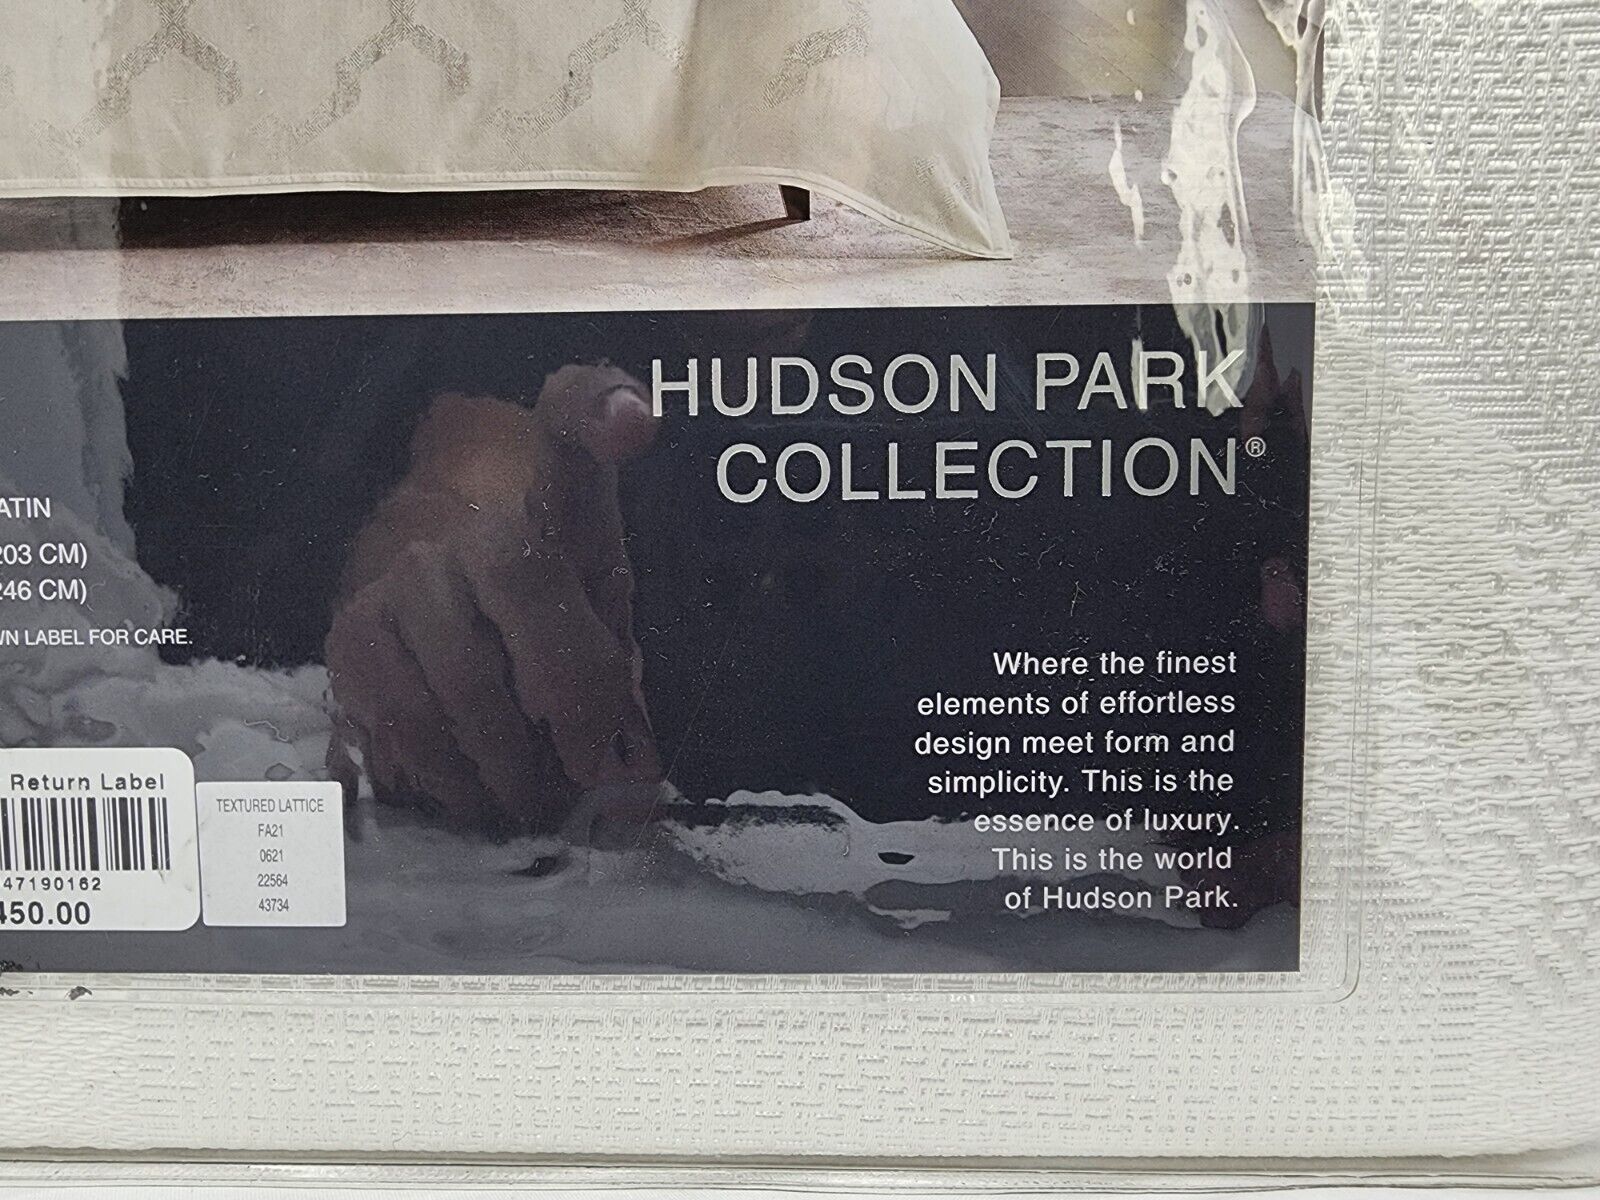 HUDSON PARK
COLLECTION®
203 CM)
246 CM)
LABEL FOR CARE.
Where the finest
elements of effortless
design meet form and
simplicity. This is the
essence of luxury.
This is the world
of Hudson Park.
Return Label
47190162
450.00
TEXTURED LATTICE
FA21
0621
22564
43734